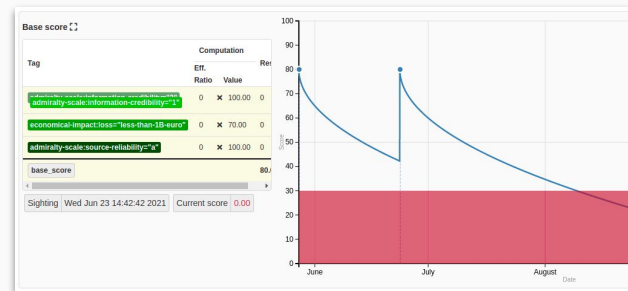 Base score
Tag
Computation
Eff. Ratio
Value
admiralty-scale:information-credibility="1"
0 × 100.00 0
economical-impact:loss="less-than-1B-euro"
0 × 70.00 0
admiralty-scale:source-reliability="a"
0 × 100.00 0
base_score
Sighting Wed Jun 23 14:42:42 2021 Current score 0.00
100
90
80
70
60
50
40
30
20
10
0
Score
June July August
Date